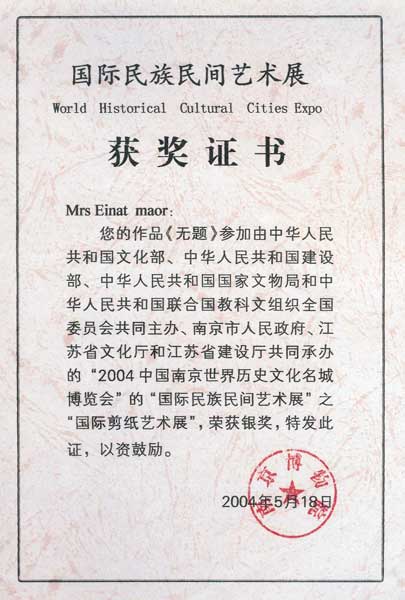 国际民族民间艺术展
World Historical Cultural Cities Expo
获奖证书
Mrs Einat maor:
您的作品《无题》参加由中华人民
共和国文化部、中华人民共和国建设
部、中华人民共和国国家文物局和中
华人民共和国联合国教科文组织全国
委员会共同主办、南京市人民政府、江
苏省文化厅和江苏省建设厅共同承办
的“2004中国南京世界历史文化名城
博览会”的“国际民族民间艺术展”之
“国际剪纸艺术展”,荣获银奖,特发此
证,以资鼓励。
2004年5月18日
南京博物院